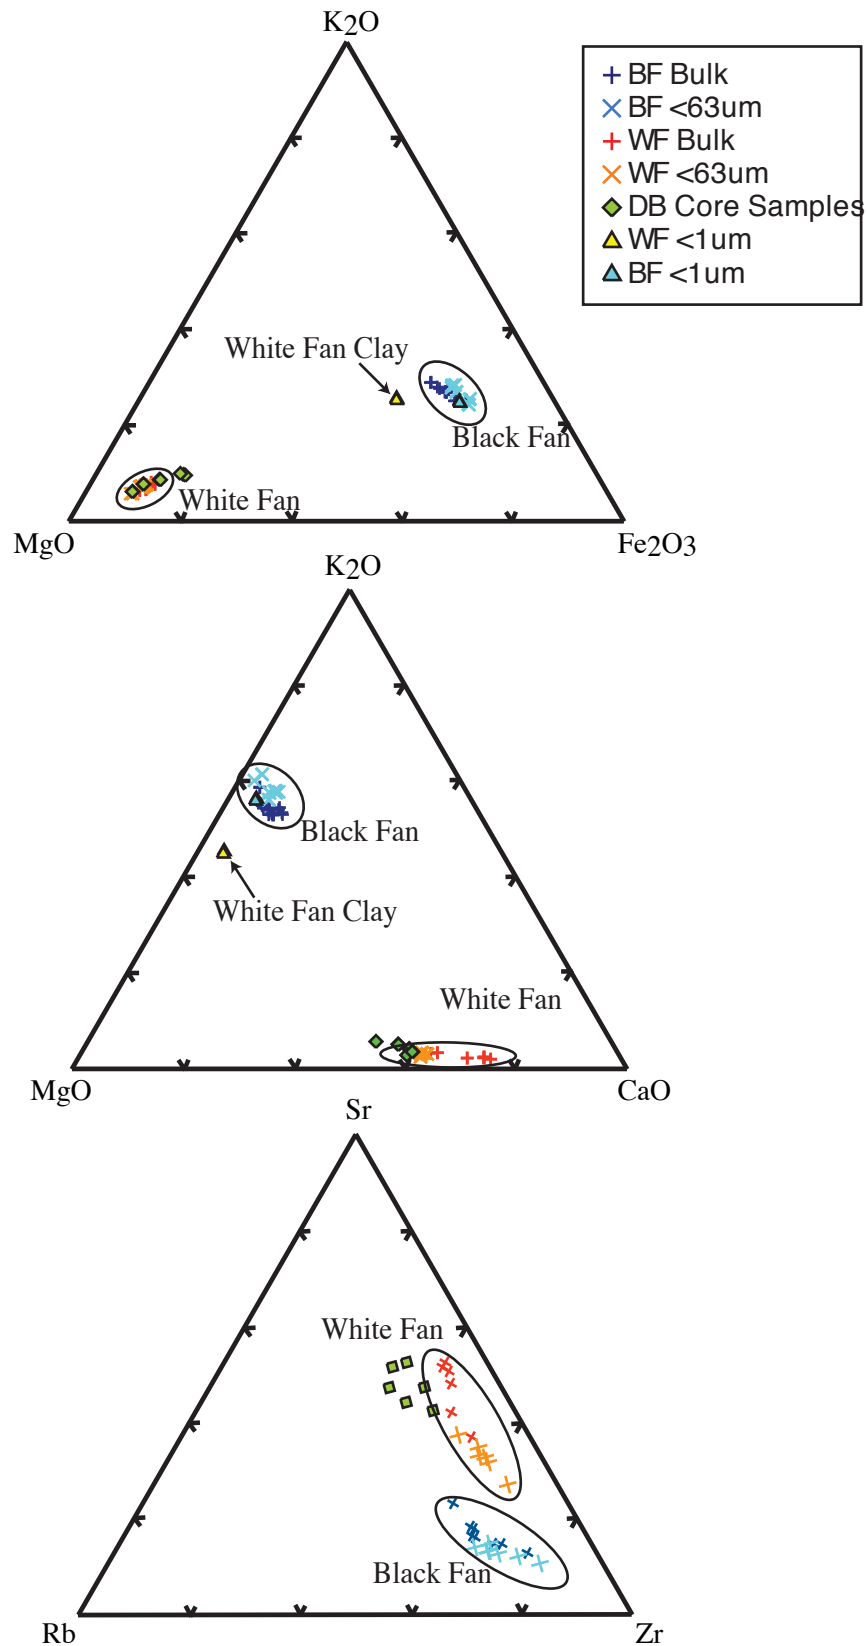 K2O
BF Bulk
BF <63um
WF Bulk
WF <63um
DB Core Samples
WF <1um
BF <1um
White Fan Clay
Black Fan
White Fan
MgO
Fe2O3
K2O
Black Fan
White Fan Clay
White Fan
MgO
CaO
Sr
White Fan
Black Fan
Rb
Zr